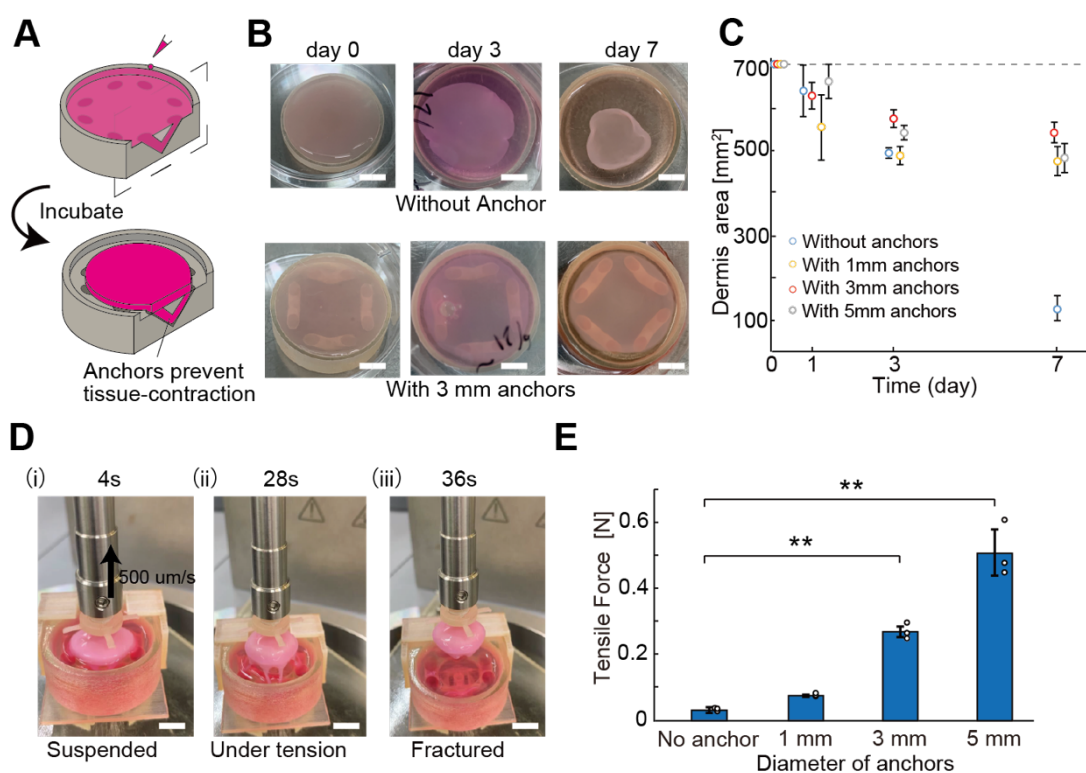 A
Incubate
Anchors prevent
tissue-contraction
B
day 0
day 3
day 7
Without Anchor
With 3 mm anchors
C
Dermis area [mm²]
700
500
300
100
Without anchors
With 1mm anchors
With 3mm anchors
With 5mm anchors
0
1
3
7
Time (day)
D
(i)
4s
(ii)
28s
(iii)
36s
500 um/s
Suspended
Under tension
Fractured
E
Tensile Force [N]
0.6
0.4
0.2
0
**
**
No anchor
1 mm
3 mm
5 mm
Diameter of anchors